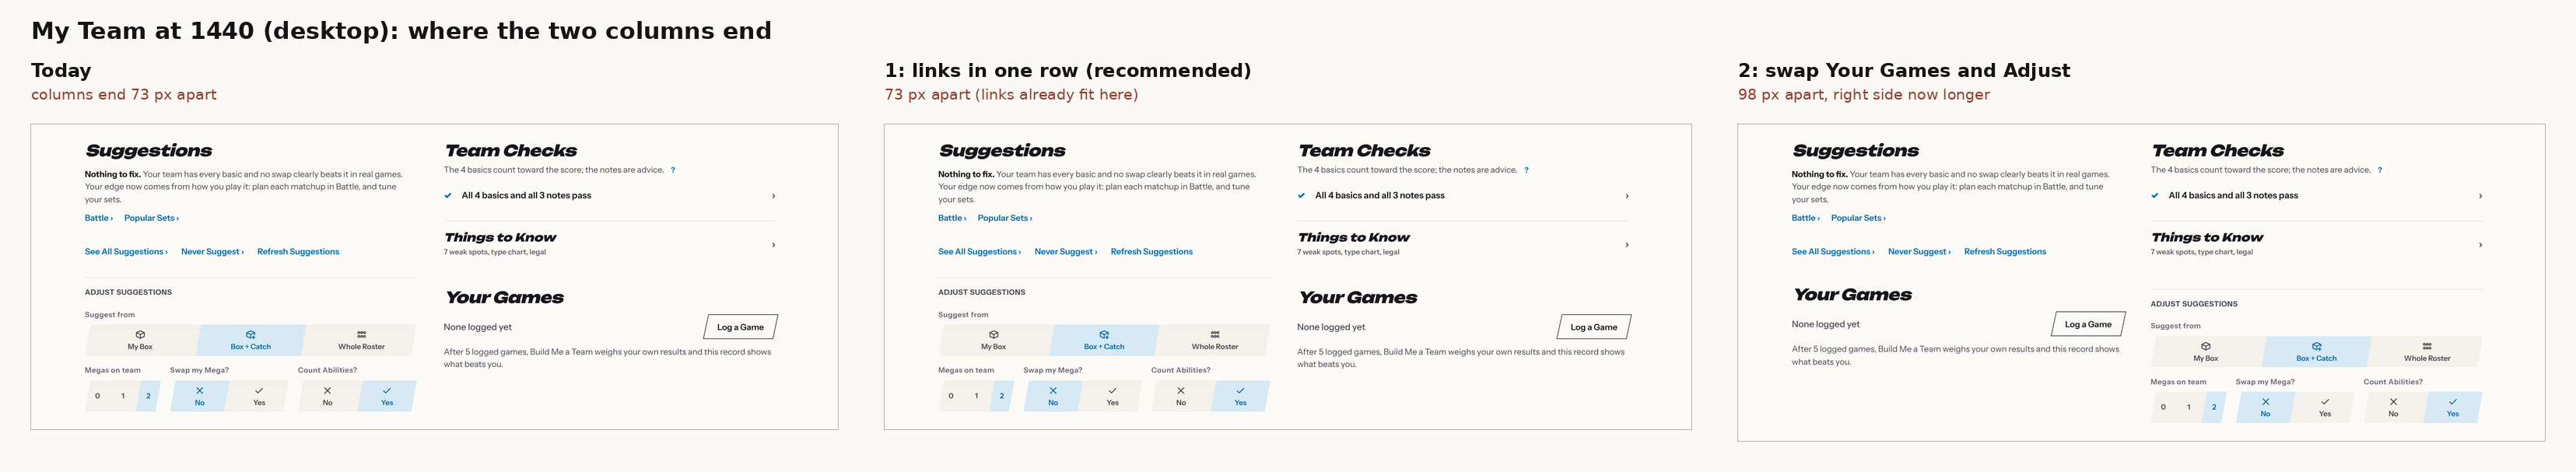 My Team at 1440 (desktop): where the two columns end
Today
columns end 73 px apart
Suggestions
Nothing to fix. Your team has every basic and no swap clearly beats it in real games.
Your edge now comes from how you play it: plan each matchup in Battle, and tune
your sets.
Battle › Popular Sets ›
See All Suggestions › Never Suggest › Refresh Suggestions
ADJUST SUGGESTIONS
Suggest from
My Box Box + Catch Whole Roster
Megas on team Swap my Mega? Count Abilities?
0 1 2 No Yes No Yes
Team Checks
The 4 basics count toward the score; the notes are advice. ?
All 4 basics and all 3 notes pass ›
Things to Know ›
7 weak spots, type chart, legal
Your Games
None logged yet Log a Game
After 5 logged games, Build Me a Team weighs your own results and this record shows
what beats you.
1: links in one row (recommended)
73 px apart (links already fit here)
Suggestions
Nothing to fix. Your team has every basic and no swap clearly beats it in real games.
Your edge now comes from how you play it: plan each matchup in Battle, and tune
your sets.
Battle › Popular Sets ›
See All Suggestions › Never Suggest › Refresh Suggestions
ADJUST SUGGESTIONS
Suggest from
My Box Box + Catch Whole Roster
Megas on team Swap my Mega? Count Abilities?
0 1 2 No Yes No Yes
Team Checks
The 4 basics count toward the score; the notes are advice. ?
All 4 basics and all 3 notes pass ›
Things to Know ›
7 weak spots, type chart, legal
Your Games
None logged yet Log a Game
After 5 logged games, Build Me a Team weighs your own results and this record shows
what beats you.
2: swap Your Games and Adjust
98 px apart, right side now longer
Suggestions
Nothing to fix. Your team has every basic and no swap clearly beats it in real games.
Your edge now comes from how you play it: plan each matchup in Battle, and tune
your sets.
Battle › Popular Sets ›
See All Suggestions › Never Suggest › Refresh Suggestions
Your Games
None logged yet Log a Game
After 5 logged games, Build Me a Team weighs your own results and this record shows
what beats you.
Team Checks
The 4 basics count toward the score; the notes are advice. ?
All 4 basics and all 3 notes pass ›
Things to Know ›
7 weak spots, type chart, legal
ADJUST SUGGESTIONS
Suggest from
My Box Box + Catch Whole Roster
Megas on team Swap my Mega? Count Abilities?
0 1 2 No Yes No Yes